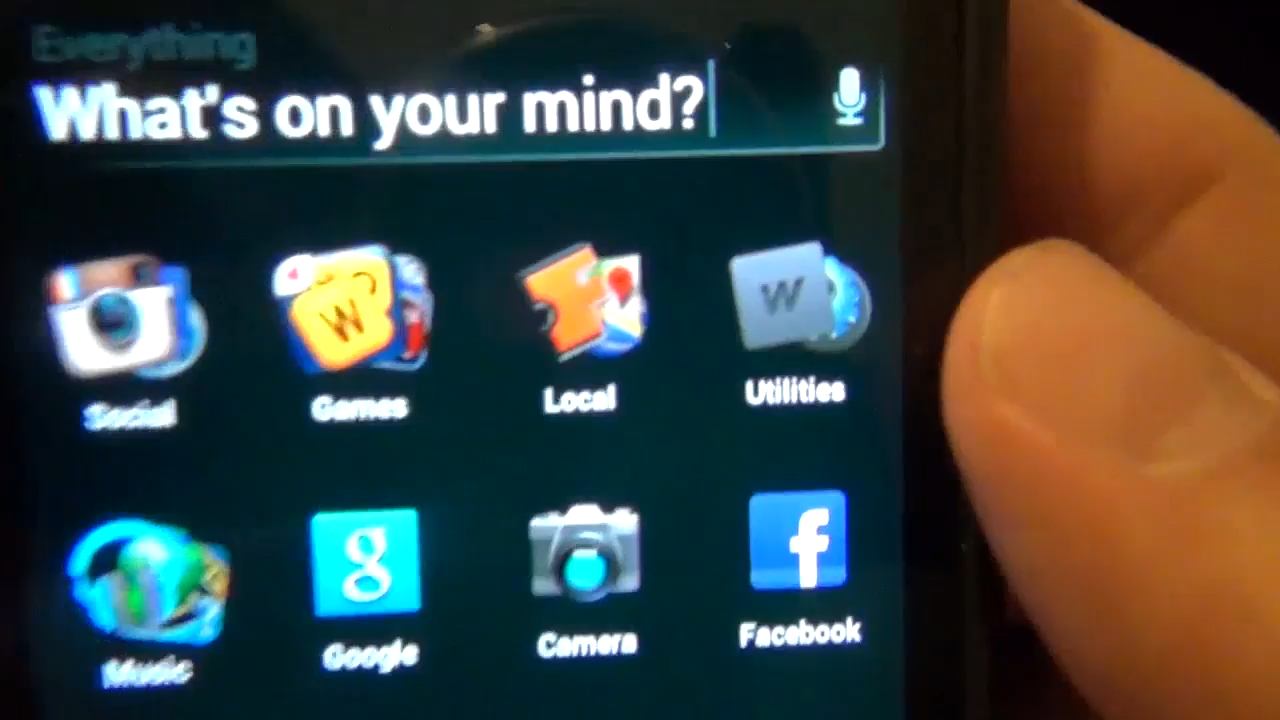 Everything
What's on your mind?
W
W
Social
Games
Local
Utilities
g
f
Music
Google
Camera
Facebook